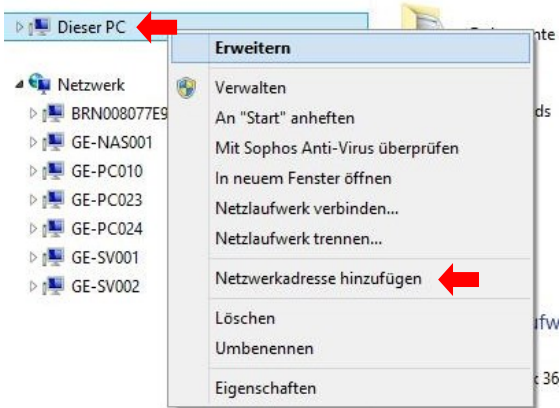 Dieser PC
Erweitern
Netzwerk
Verwalten
BRN008077E9
An "Start" anheften
GE-NAS001
Mit Sophos Anti-Virus überprüfen
GE-PC010
In neuem Fenster öffnen
GE-PC023
Netzlaufwerk verbinden...
GE-PC024
Netzlaufwerk trennen...
GE-SV001
Netzwerkadresse hinzufügen
GE-SV002
Löschen
Umbenennen
Eigenschaften